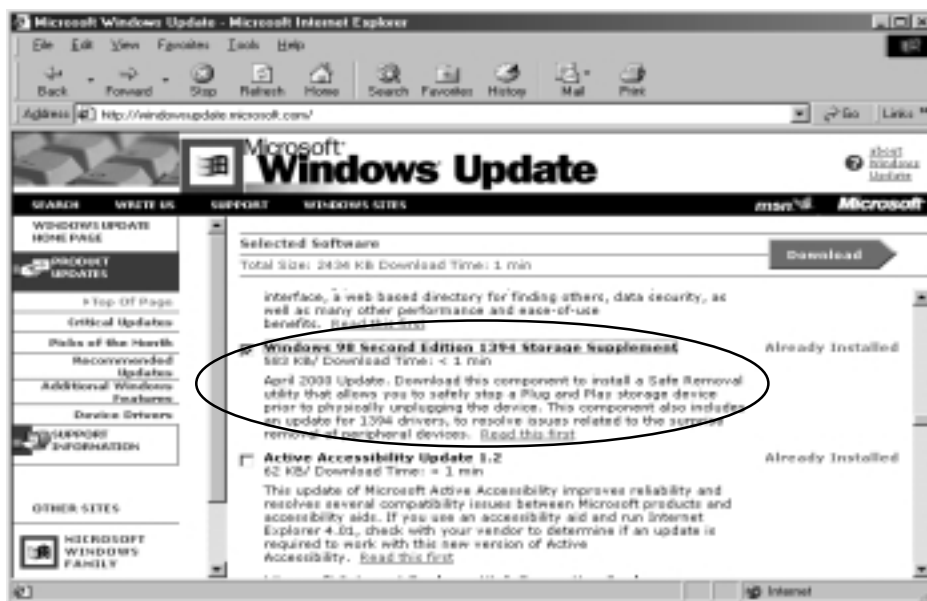 Microsoft Windows Update - Microsoft Internet Explorer
File Edit View Favorites Tools Help
Back Forward Stop Refresh Home Search Favorites History Mail Print
Address http://windowsupdate.microsoft.com/ Go Links
Microsoft
Windows Update
about
Windows
Update
SEARCH WRITE US SUPPORT WINDOWS SITES msn Microsoft
WINDOWS UPDATE
HOME PAGE
PRODUCT
UPDATES
Top Of Page
Critical Updates
Picks of the Month
Recommended
Updates
Additional Windows
Features
Device Drivers
SUPPORT
INFORMATION
OTHER SITES
MICROSOFT
WINDOWS
FAMILY
Selected Software
Total Size: 2434 KB Download Time: 1 min
Download
interface, a web based directory for finding others, data security, as
well as many other performance and ease-of-use
benefits. Read this first
Windows 98 Second Edition 1394 Storage Supplement Already Installed
583 KB/ Download Time: < 1 min
April 2000 Update. Download this component to install a Safe Removal
utility that allows you to safely stop a Plug and Play storage device
prior to physically unplugging the device. This component also includes
an update for 1394 drivers, to resolve issues related to the surprise
removal of peripheral devices. Read this first
Active Accessibility Update 1.2 Already Installed
62 KB/ Download Time: < 1 min
This update of Microsoft Active Accessibility improves reliability and
resolves several compatibility issues between Microsoft products and
accessibility aids. If you use an accessibility aid and run Internet
Explorer 4.01, check with your vendor to determine if an update is
required to work with this new version of Active
Accessibility. Read this first
Internet